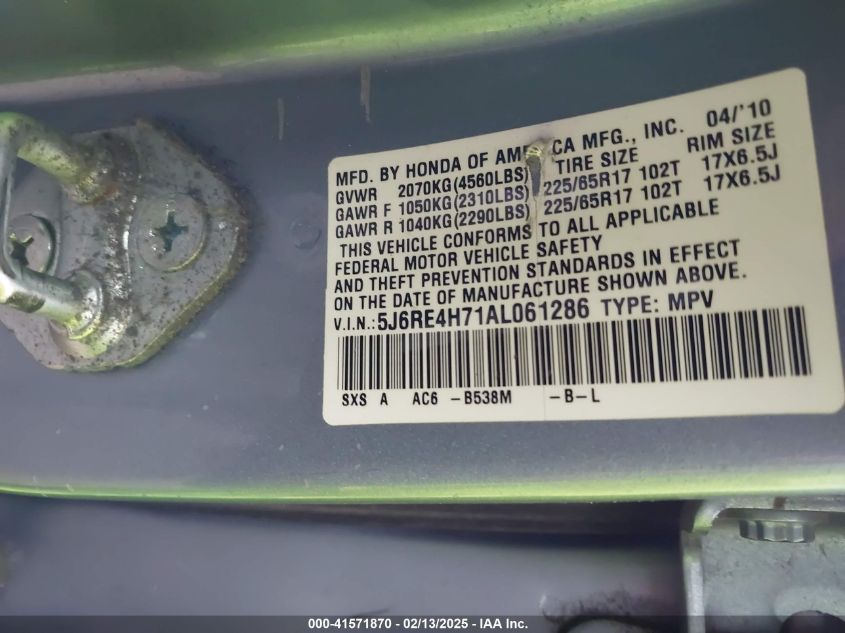 MFD. BY HONDA OF AMERICA MFG., INC. 04/'10
GVWR 2070KG(4560LBS) TIRE SIZE RIM SIZE
GAWR F 1050KG(2310LBS) 225/65R17 102T 17X6.5J
GAWR R 1040KG(2290LBS) 225/65R17 102T 17X6.5J
THIS VEHICLE CONFORMS TO ALL APPLICABLE
FEDERAL MOTOR VEHICLE SAFETY
AND THEFT PREVENTION STANDARDS IN EFFECT
ON THE DATE OF MANUFACTURE SHOWN ABOVE.
V.I.N.: 5J6RE4H71AL061286 TYPE: MPV
SXS A AC6 -B538M -B-L
000-41571870 / 02/13/2025 - IAA Inc.